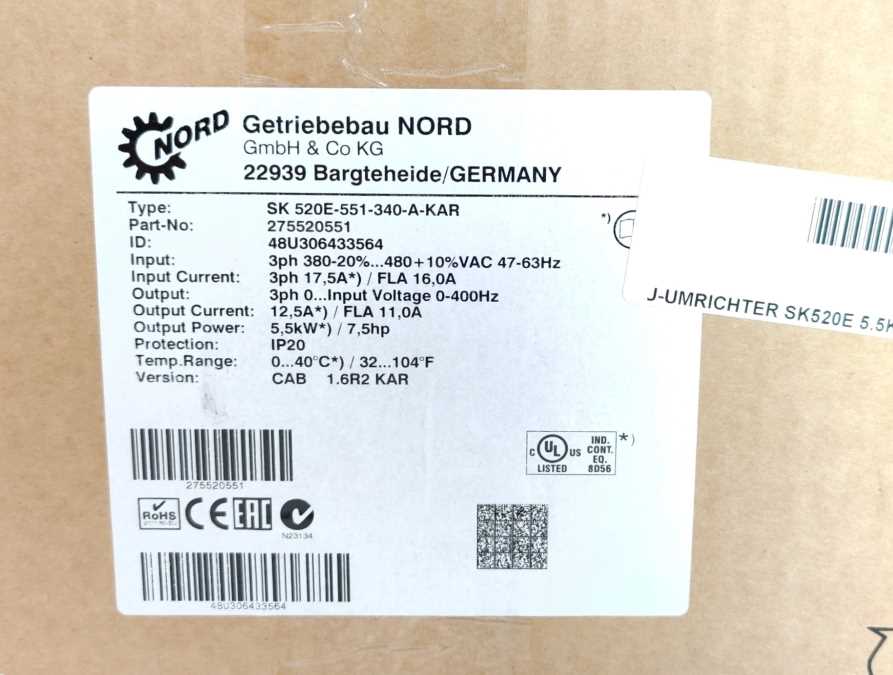 NORD
Getriebebau NORD
GmbH & Co KG
22939 Bargteheide/GERMANY
Type: SK 520E-551-340-A-KAR
Part-No: 275520551
ID: 48U306433564
Input: 3ph 380-20%...480+10%VAC 47-63Hz
Input Current: 3ph 17,5A*) / FLA 16,0A
Output: 3ph 0...Input Voltage 0-400Hz
Output Current: 12,5A*) / FLA 11,0A
Output Power: 5,5kW*) / 7,5hp
Protection: IP20
Temp.Range: 0...40°C*) / 32...104°F
Version: CAB 1.6R2 KAR
*)
J-UMRICHTER SK520E 5.5K
275520551
C UL US LISTED
IND.
CONT.
EQ.
8D56
*)
RoHS
CE EAC
N23134
48U306433564